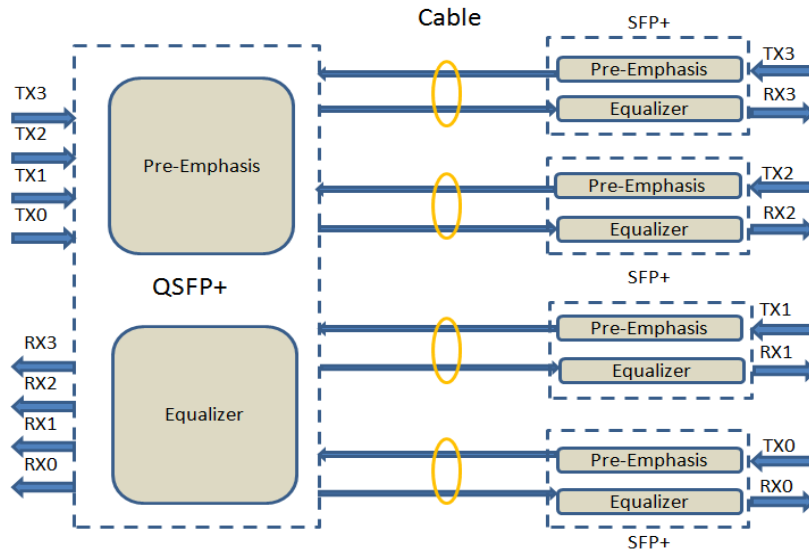 Cable
SFP+
TX3
Pre-Emphasis
RX3
Equalizer
TX3
TX2
TX1
TX0
Pre-Emphasis
TX2
Pre-Emphasis
RX2
Equalizer
QSFP+
SFP+
TX1
Pre-Emphasis
RX1
Equalizer
RX3
RX2
RX1
RX0
Equalizer
TX0
Pre-Emphasis
RX0
Equalizer
SFP+